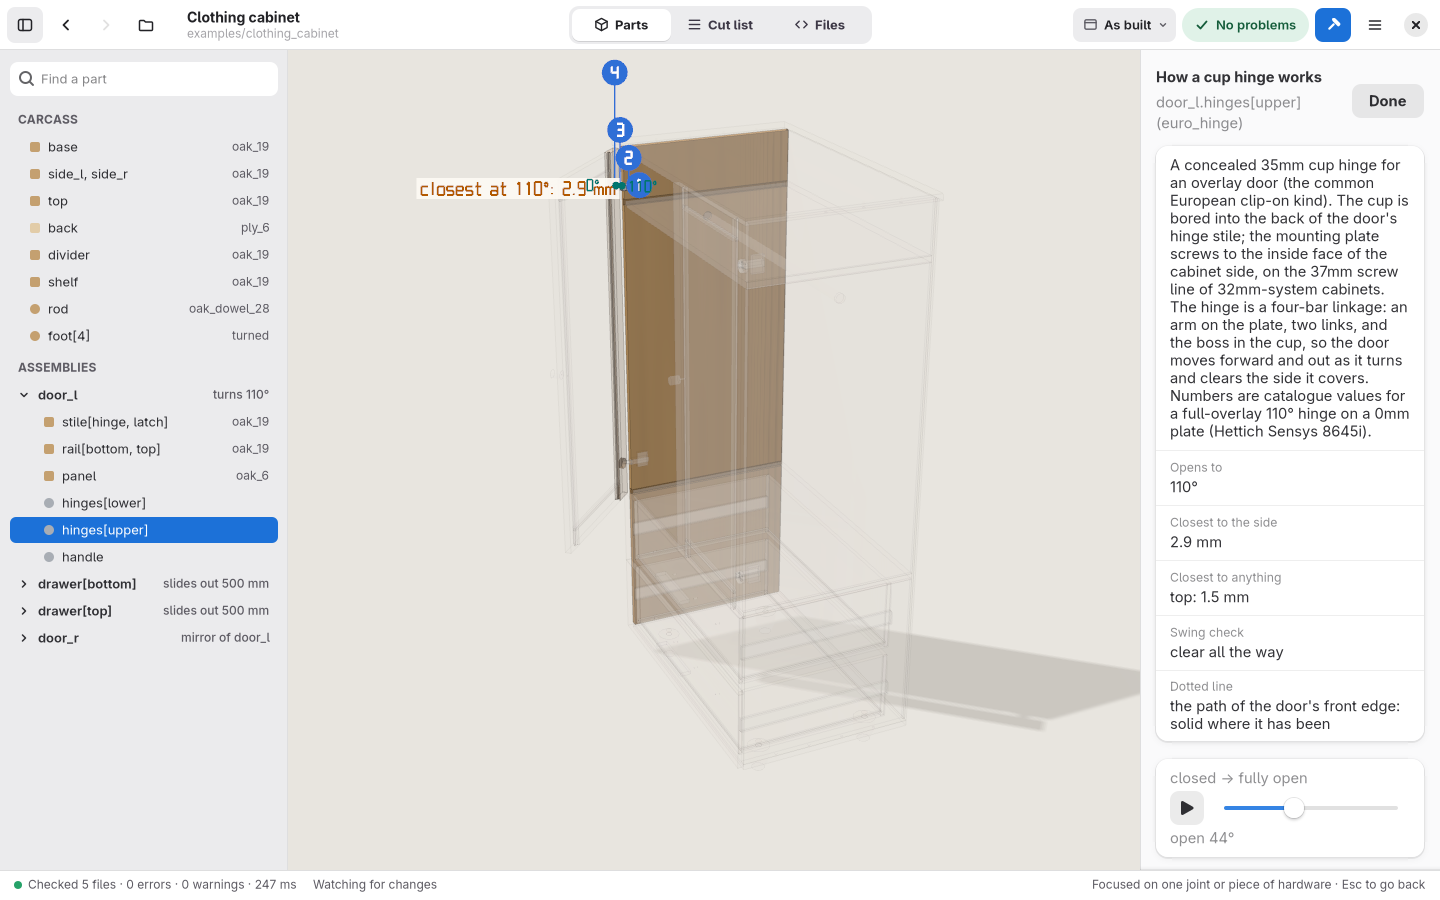 Clothing cabinet
examples/clothing_cabinet
Parts
Cut list
Files
As built
No problems
Find a part
CARCASS
base oak_19
side_l, side_r oak_19
top oak_19
back ply_6
divider oak_19
shelf oak_19
rod oak_dowel_28
foot[4] turned
ASSEMBLIES
door_l turns 110°
stile[hinge, latch] oak_19
rail[bottom, top] oak_19
panel oak_6
hinges[lower]
hinges[upper]
handle
drawer[bottom] slides out 500 mm
drawer[top] slides out 500 mm
door_r mirror of door_l
4
3
2
1
closest at 110°: 2.9 mm
0°
110°
How a cup hinge works
door_l.hinges[upper]
(euro_hinge)
Done
A concealed 35mm cup hinge for
an overlay door (the common
European clip-on kind). The cup is
bored into the back of the door's
hinge stile; the mounting plate
screws to the inside face of the
cabinet side, on the 37mm screw
line of 32mm-system cabinets.
The hinge is a four-bar linkage: an
arm on the plate, two links, and
the boss in the cup, so the door
moves forward and out as it turns
and clears the side it covers.
Numbers are catalogue values for
a full-overlay 110° hinge on a 0mm
plate (Hettich Sensys 8645i).
Opens to
110°
Closest to the side
2.9 mm
Closest to anything
top: 1.5 mm
Swing check
clear all the way
Dotted line
the path of the door's front edge:
solid where it has been
closed → fully open
open 44°
Checked 5 files · 0 errors · 0 warnings · 247 ms
Watching for changes
Focused on one joint or piece of hardware · Esc to go back